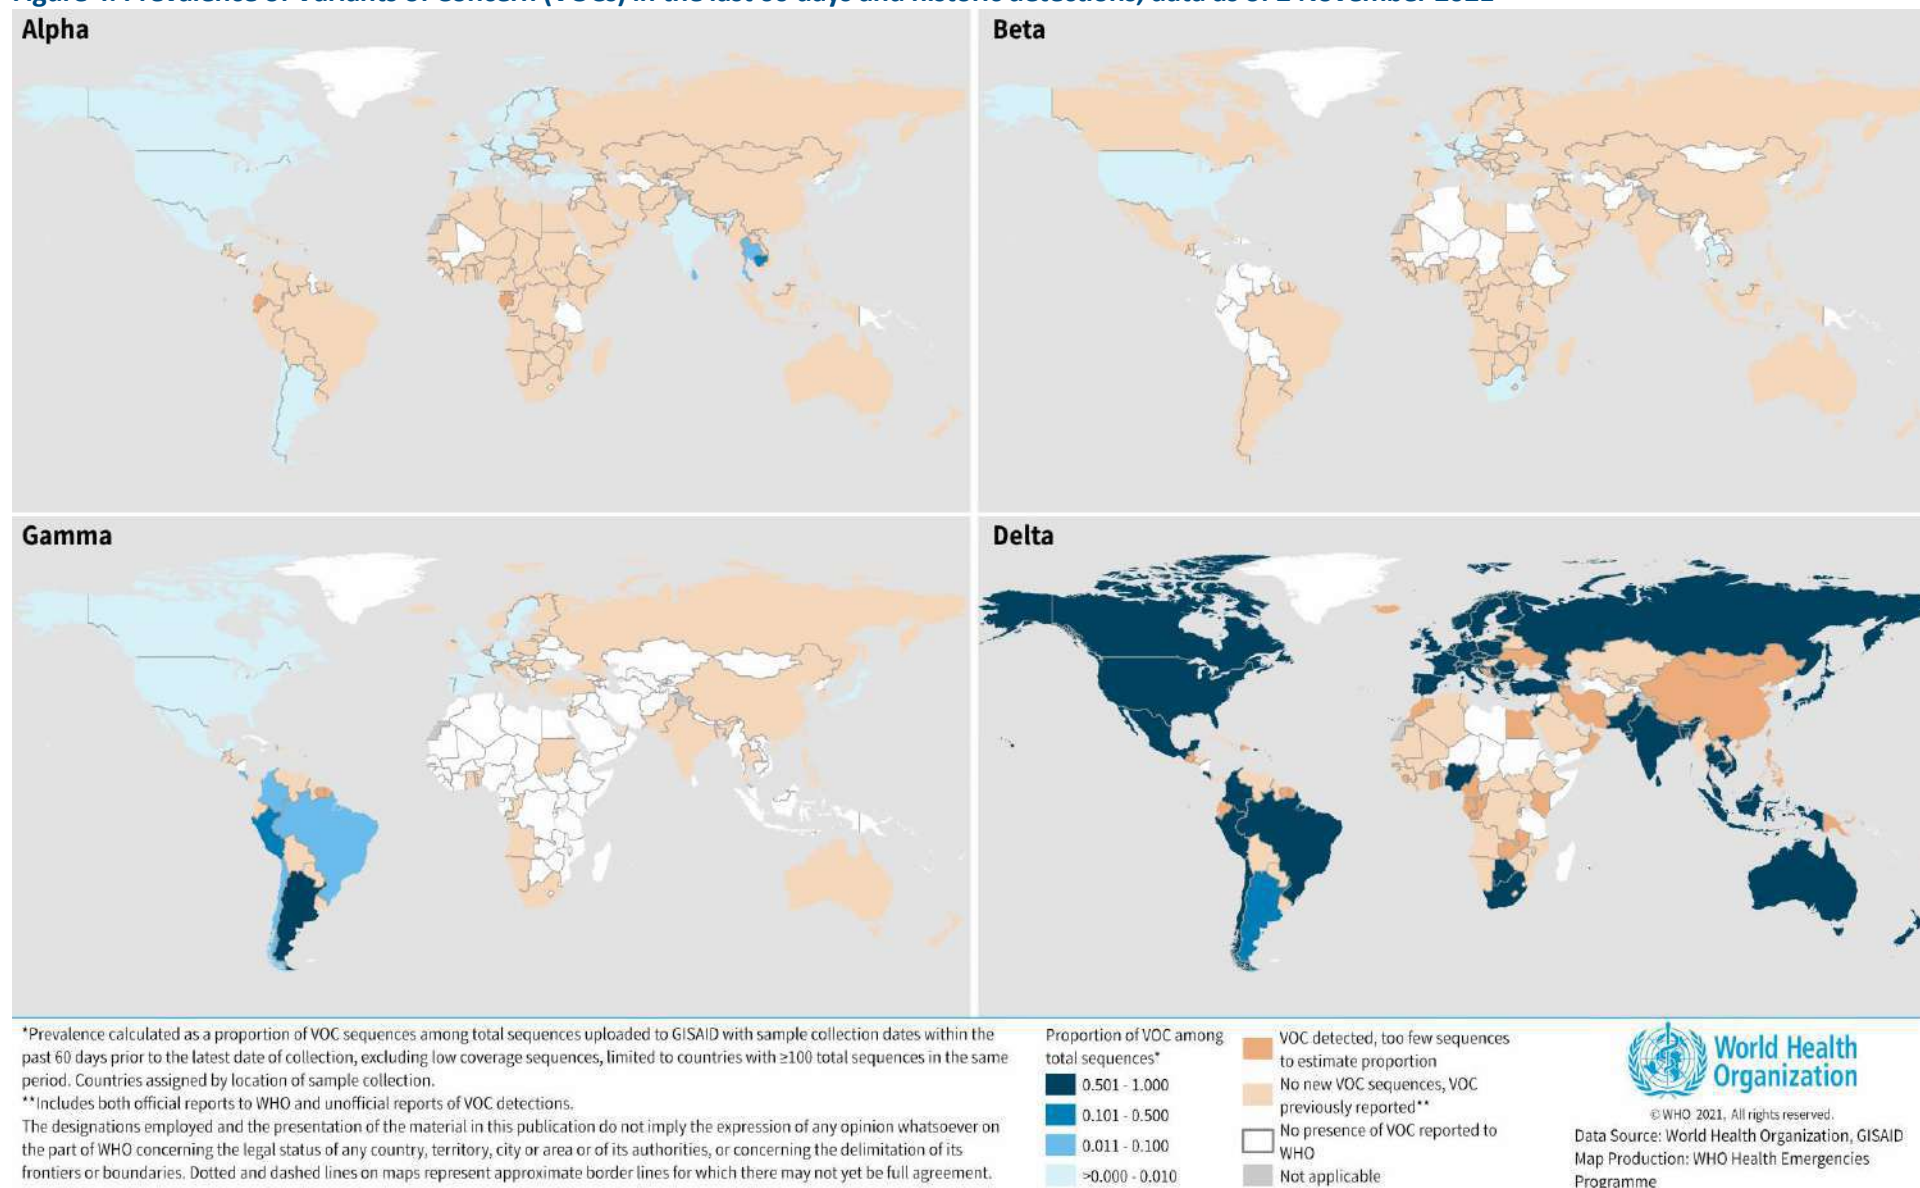 Alpha
Beta
Gamma
Delta
*Prevalence calculated as a proportion of VOC sequences among total sequences uploaded to GISAID with sample collection dates within the
past 60 days prior to the latest date of collection, excluding low coverage sequences, limited to countries with ≥100 total sequences in the same
period. Countries assigned by location of sample collection.
**Includes both official reports to WHO and unofficial reports of VOC detections.
The designations employed and the presentation of the material in this publication do not imply the expression of any opinion whatsoever on
the part of WHO concerning the legal status of any country, territory, city or area or of its authorities, or concerning the delimitation of its
frontiers or boundaries. Dotted and dashed lines on maps represent approximate border lines for which there may not yet be full agreement.
Proportion of VOC among
total sequences*
0.501 - 1.000
0.101 - 0.500
0.011 - 0.100
>0.000 - 0.010
VOC detected, too few sequences
to estimate proportion
No new VOC sequences, VOC
previously reported**
No presence of VOC reported to
WHO
Not applicable
World Health
Organization
© WHO 2021, All rights reserved.
Data Source: World Health Organization, GISAID
Map Production: WHO Health Emergencies
Programme